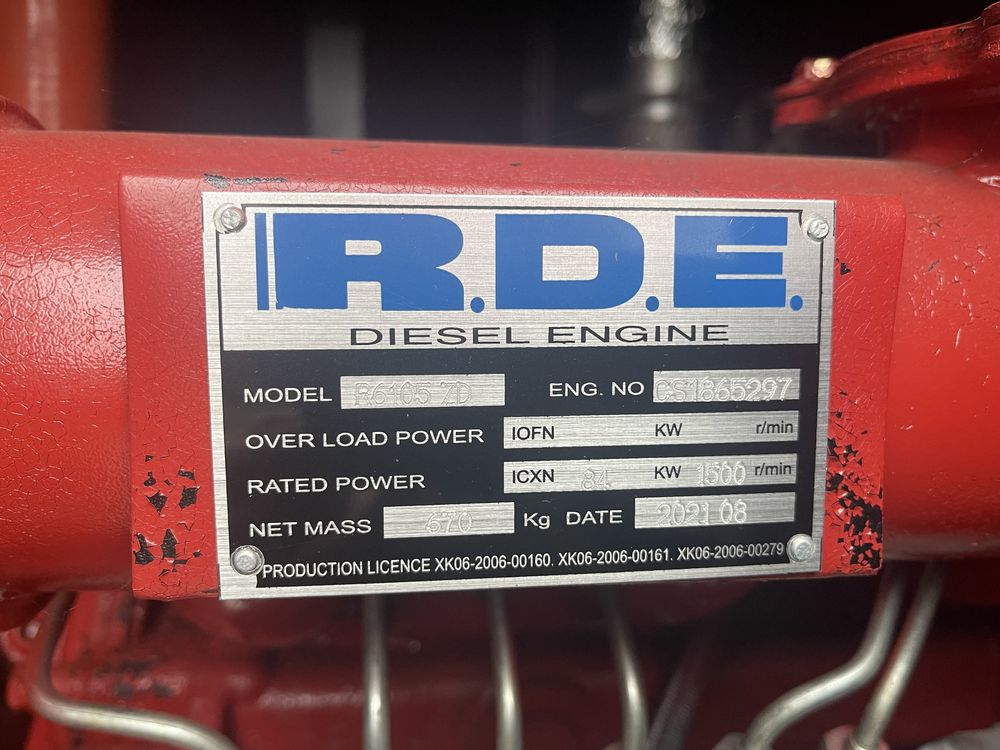 R.D.E.
DIESEL ENGINE
MODEL R6105 ZD ENG. NO CS1865297
OVER LOAD POWER IOFN KW r/min
RATED POWER ICXN 84 KW 1500 r/min
NET MASS 670 Kg DATE 2021 08
PRODUCTION LICENCE XK06-2006-00160. XK06-2006-00161. XK06-2006-00279